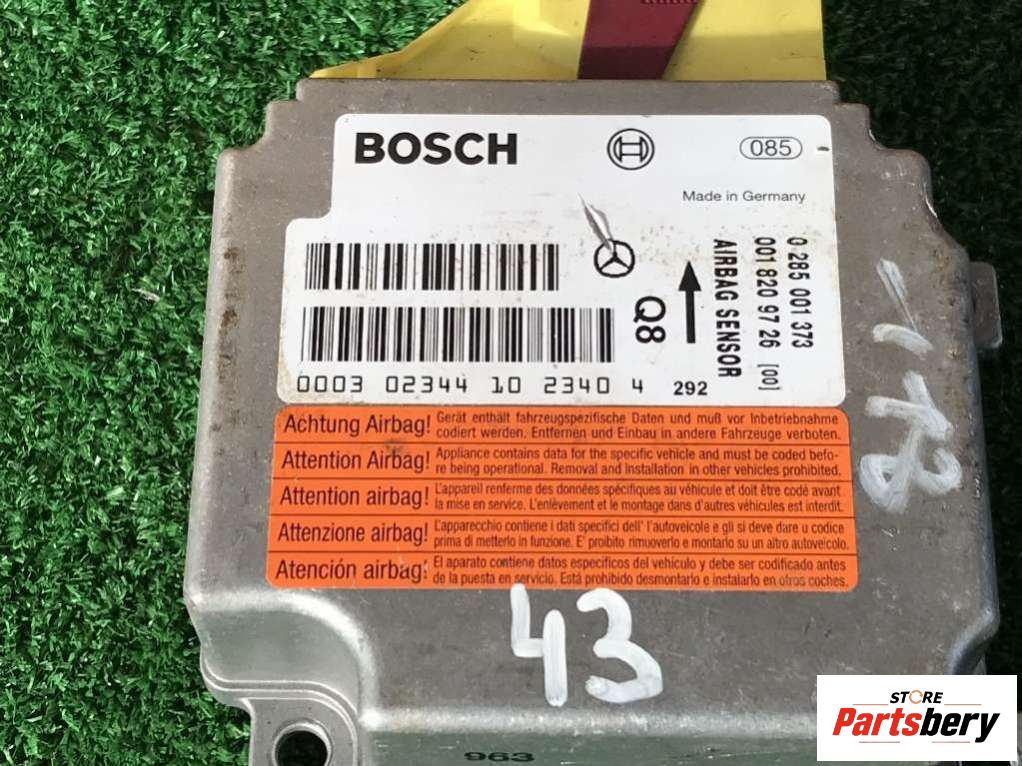 BOSCH
085
Made in Germany
0 285 001 373
001 820 97 26 [00]
AIRBAG SENSOR
Q8
0003 02344 10 2340 4
292
Achtung Airbag! Gerät enthält fahrzeugspezifische Daten und muß vor Inbetriebnahme
codiert werden. Entfernen und Einbau in andere Fahrzeuge verboten.
Attention Airbag! Appliance contains data for the specific vehicle and must be coded befo-
re being operational. Removal and installation in other vehicles prohibited.
Attention airbag! L'appareil renferme des données spécifiques au véhicule et doit être codé avant
la mise en service. L'enlèvement et le montage dans d'autres véhicules est interdit.
Attenzione airbag! L'apparecchio contiene i dati specifici dell' l'autoveicole e gli si deve dare u codice
prima di metterlo in funzione. E' proibito rimuoverlo e montarlo su un altro autoveicolo.
Atención airbag! El aparato contiene datos especificos del vehículo y debe ser codificado antes
de la puesta en servicio. Está prohibido desmontarlo e instalarlo en otros coches.
43
963
STORE
Partsbery